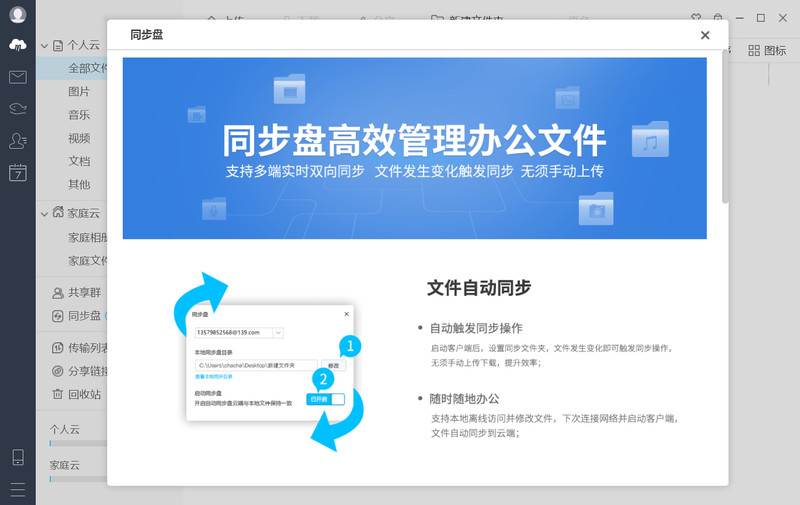 同步盘
同步盘高效管理办公文件
支持多端实时双向同步 文件发生变化触发同步 无须手动上传
同步盘
13579852568@139.com
本地同步盘目录
C:\Users\chacha\Desktop\新建文件夹
修改
1
查看本地同步目录
2
启动同步盘
已开启
开启自动同步盘云端与本地文件保持一致
文件自动同步
• 自动触发同步操作
启动客户端后，设置同步文件夹，文件发生变化即可触发同步操作，
无须手动上传下载，提升效率；
• 随时随地办公
支持本地离线访问并修改文件，下次连接网络并启动客户端，
文件自动同步到云端；
个人云
全部文件
图片
音乐
视频
文档
其他
家庭云
家庭相册
家庭文件
共享群
同步盘
传输列表
分享链接
回收站
个人云
家庭云
7
新建文件夹
图标